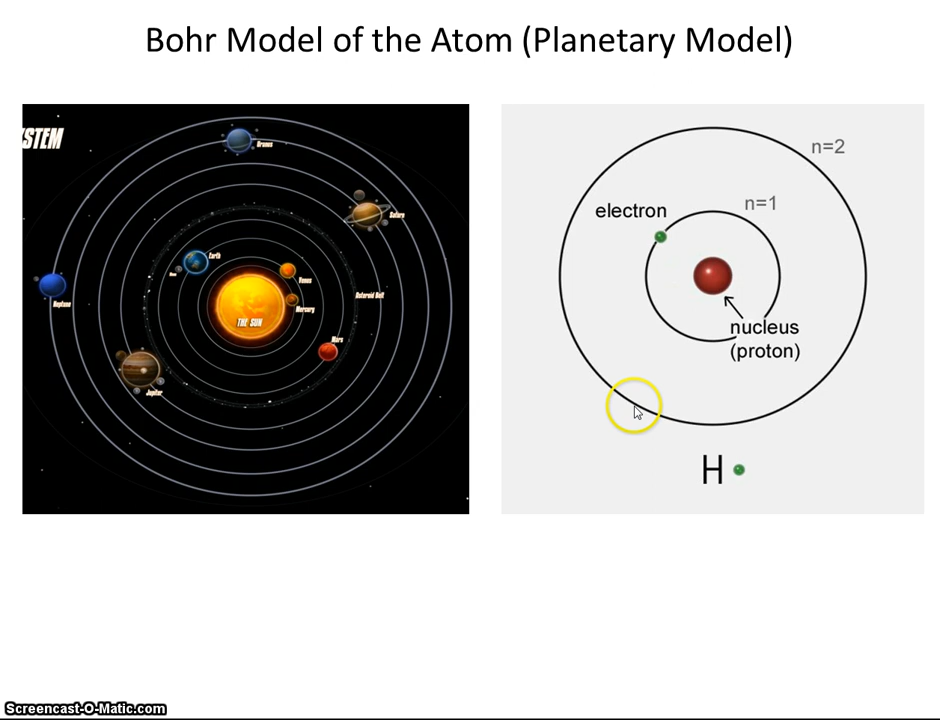 Bohr Model of the Atom (Planetary Model)
STEM
Uranus
Saturn
Earth
Venus
Neptune
Asteroid Belt
Mercury
THE SUN
Mars
Jupiter
n=2
n=1
electron
nucleus
(proton)
H
Screencast-O-Matic.com